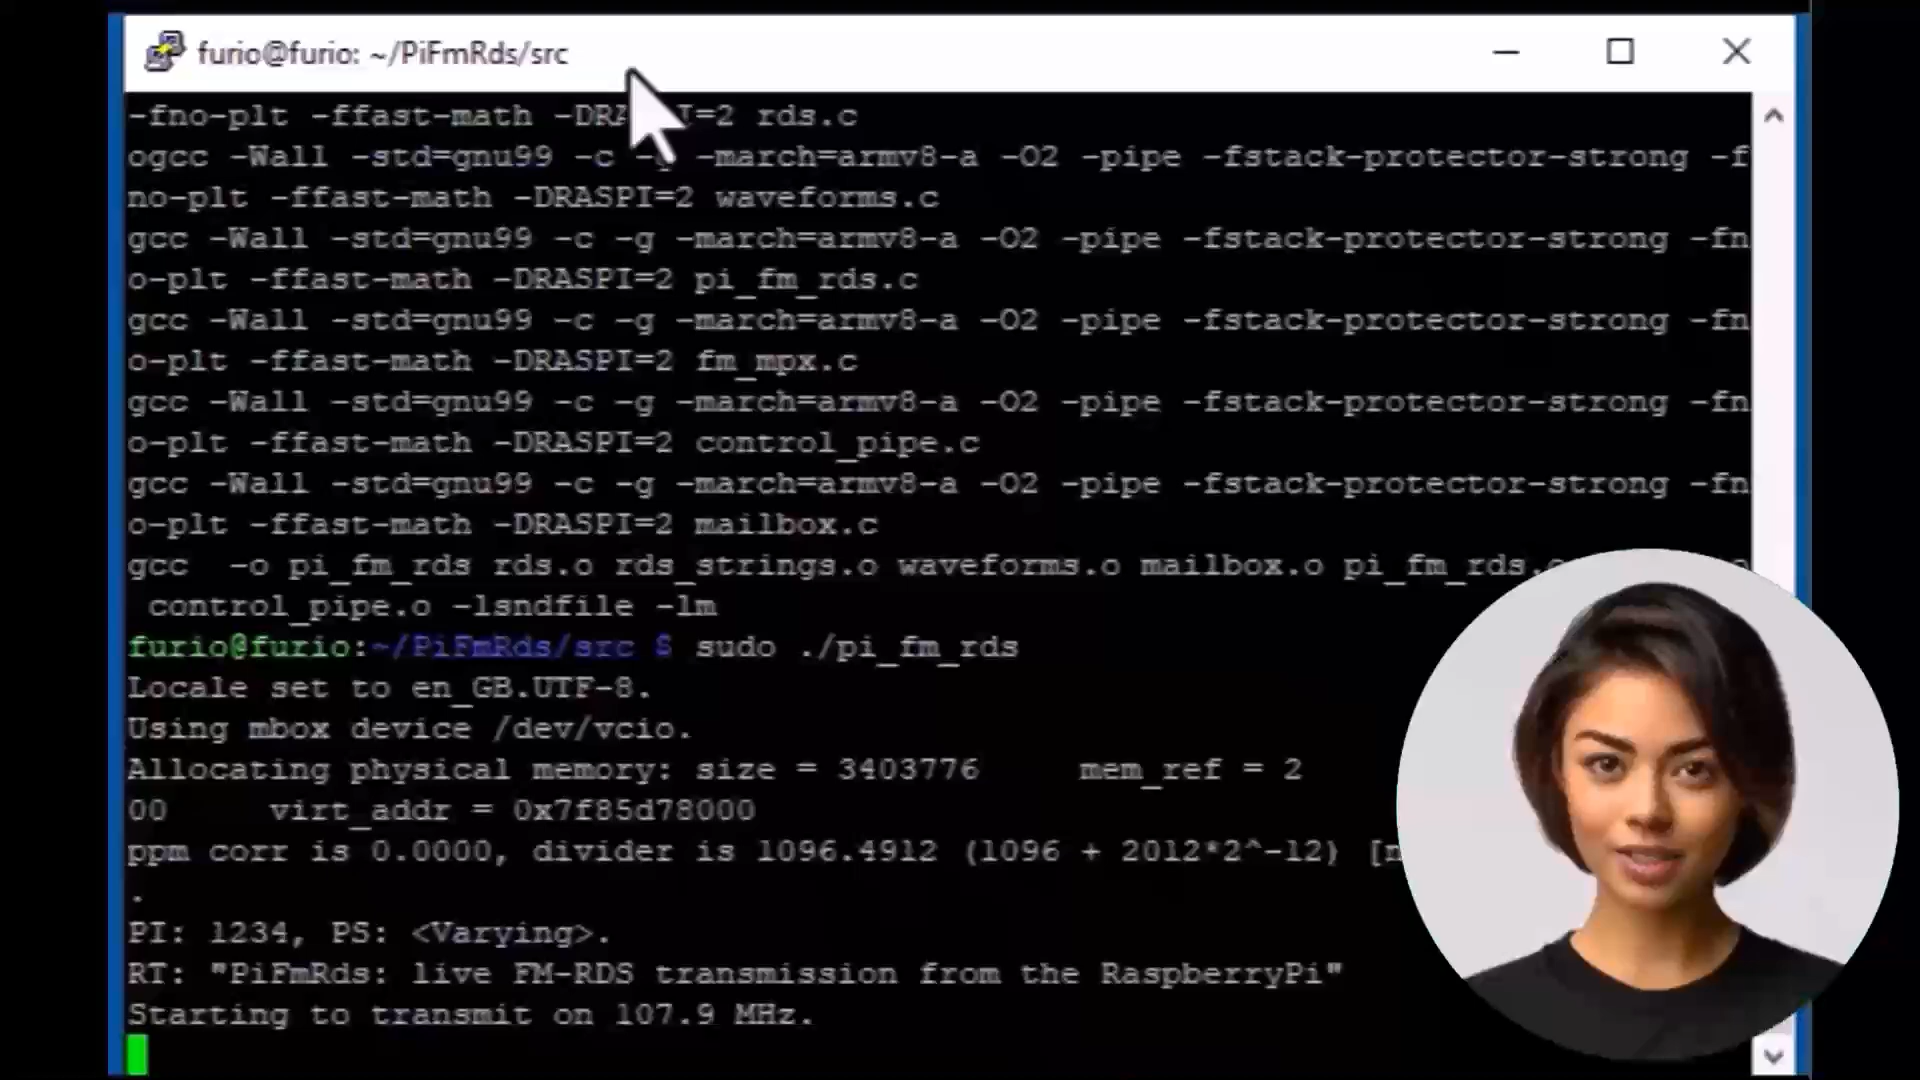 furio@furio: ~/PiFmRds/src
-fno-plt -ffast-math -DRA I=2 rds.c
ogcc -Wall -std=gnu99 -c -g -march=armv8-a -O2 -pipe -fstack-protector-strong -f
no-plt -ffast-math -DRASPI=2 waveforms.c
gcc -Wall -std=gnu99 -c -g -march=armv8-a -O2 -pipe -fstack-protector-strong -fn
o-plt -ffast-math -DRASPI=2 pi_fm_rds.c
gcc -Wall -std=gnu99 -c -g -march=armv8-a -O2 -pipe -fstack-protector-strong -fn
o-plt -ffast-math -DRASPI=2 fm_mpx.c
gcc -Wall -std=gnu99 -c -g -march=armv8-a -O2 -pipe -fstack-protector-strong -fn
o-plt -ffast-math -DRASPI=2 control_pipe.c
gcc -Wall -std=gnu99 -c -g -march=armv8-a -O2 -pipe -fstack-protector-strong -fn
o-plt -ffast-math -DRASPI=2 mailbox.c
gcc  -o pi_fm_rds rds.o rds_strings.o waveforms.o mailbox.o pi_fm_rds.o
control_pipe.o -lsndfile -lm
furio@furio:~/PiFmRds/src $ sudo ./pi_fm_rds
Locale set to en_GB.UTF-8.
Using mbox device /dev/vcio.
Allocating physical memory: size = 3403776     mem_ref = 2
00     virt_addr = 0x7f85d78000
ppm corr is 0.0000, divider is 1096.4912 (1096 + 2012*2^-12) [n
.
PI: 1234, PS: <Varying>.
RT: "PiFmRds: live FM-RDS transmission from the RaspberryPi"
Starting to transmit on 107.9 MHz.